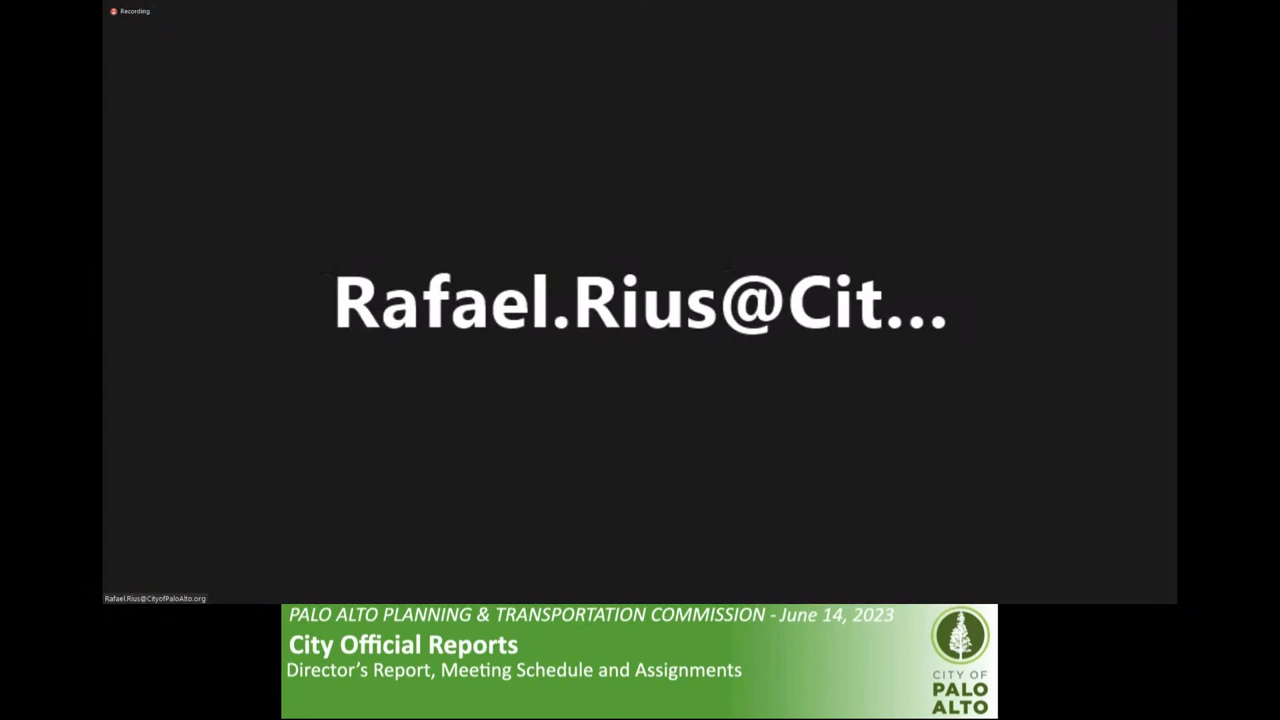 Recording
Rafael.Rius@Cit...
Rafael.Rius@CityofPaloAlto.org
PALO ALTO PLANNING & TRANSPORTATION COMMISSION - June 14, 2023
City Official Reports
Director's Report, Meeting Schedule and Assignments
CITY OF
PALO
ALTO